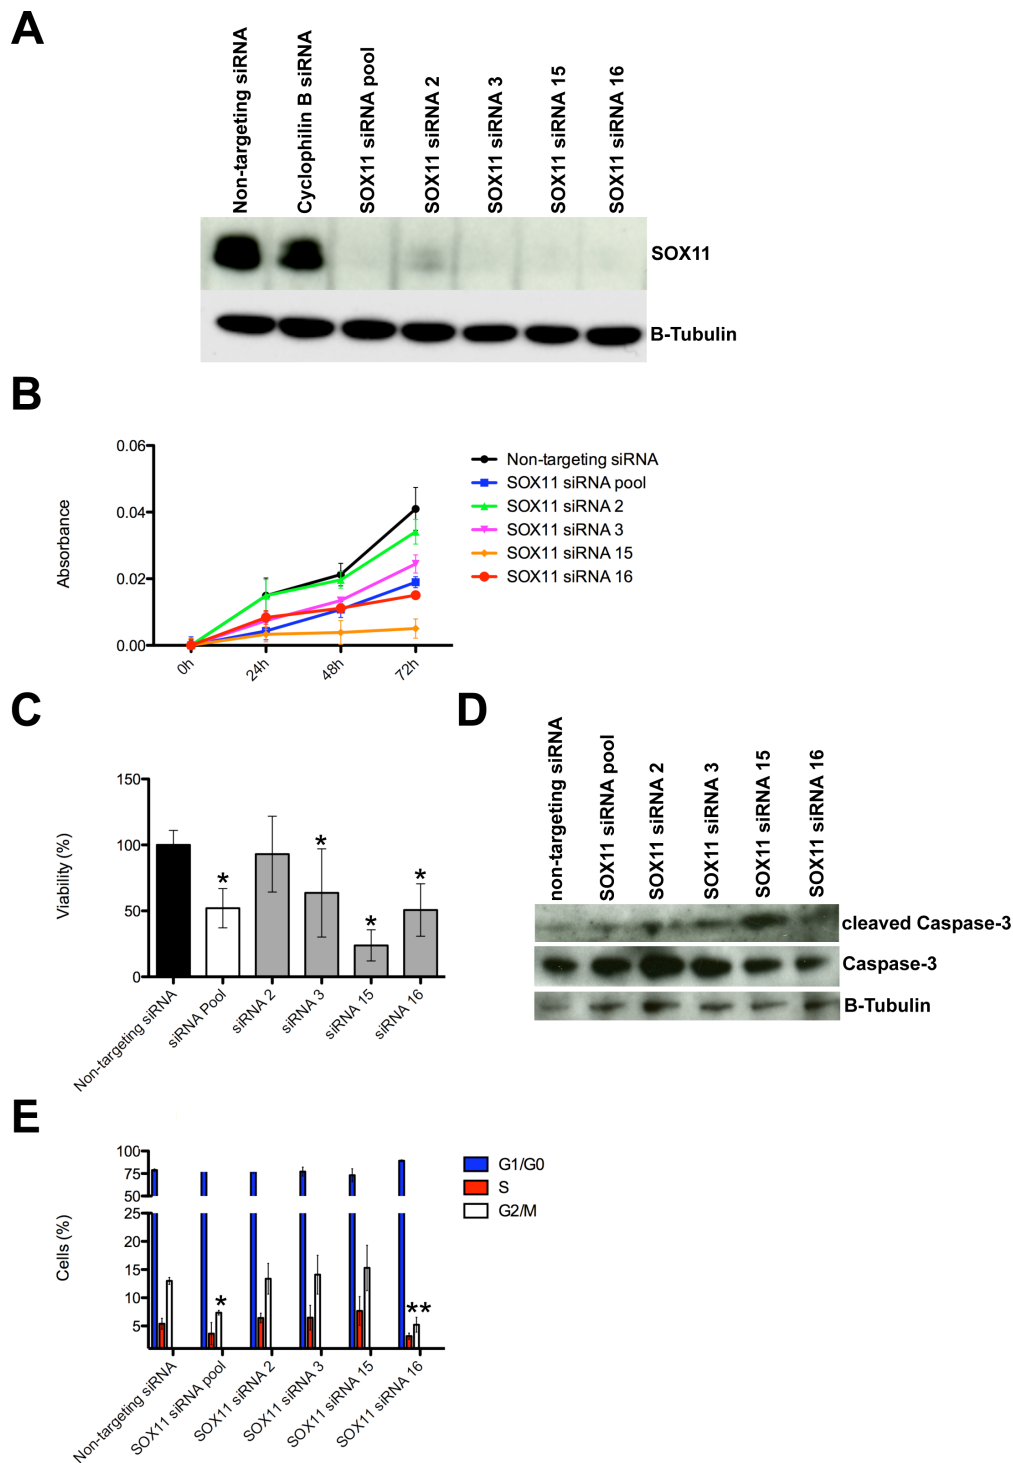 A
Non-targeting siRNA
Cyclophilin B siRNA
SOX11 siRNA pool
SOX11 siRNA 2
SOX11 siRNA 3
SOX11 siRNA 15
SOX11 siRNA 16
SOX11
B-Tubulin
B
0.06
0.04
0.02
0.00
Absorbance
0h
24h
48h
72h
Non-targeting siRNA
SOX11 siRNA pool
SOX11 siRNA 2
SOX11 siRNA 3
SOX11 siRNA 15
SOX11 siRNA 16
C
150
100
50
0
Viability (%)
*
*
*
*
Non-targeting siRNA
siRNA Pool
siRNA 2
siRNA 3
siRNA 15
siRNA 16
D
non-targeting siRNA
SOX11 siRNA pool
SOX11 siRNA 2
SOX11 siRNA 3
SOX11 siRNA 15
SOX11 siRNA 16
cleaved Caspase-3
Caspase-3
B-Tubulin
E
100
75
50
25
20
15
10
5
Cells (%)
*
**
Non-targeting siRNA
SOX11 siRNA pool
SOX11 siRNA 2
SOX11 siRNA 3
SOX11 siRNA 15
SOX11 siRNA 16
G1/G0
S
G2/M